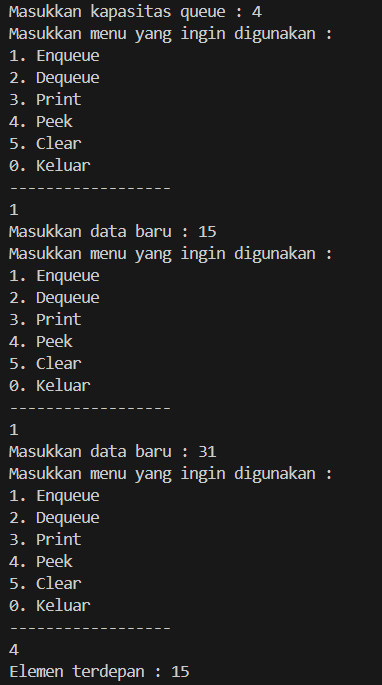 Masukkan kapasitas queue : 4
Masukkan menu yang ingin digunakan :
1. Enqueue
2. Dequeue
3. Print
4. Peek
5. Clear
0. Keluar
------------------
1
Masukkan data baru : 15
Masukkan menu yang ingin digunakan :
1. Enqueue
2. Dequeue
3. Print
4. Peek
5. Clear
0. Keluar
------------------
1
Masukkan data baru : 31
Masukkan menu yang ingin digunakan :
1. Enqueue
2. Dequeue
3. Print
4. Peek
5. Clear
0. Keluar
------------------
4
Elemen terdepan : 15